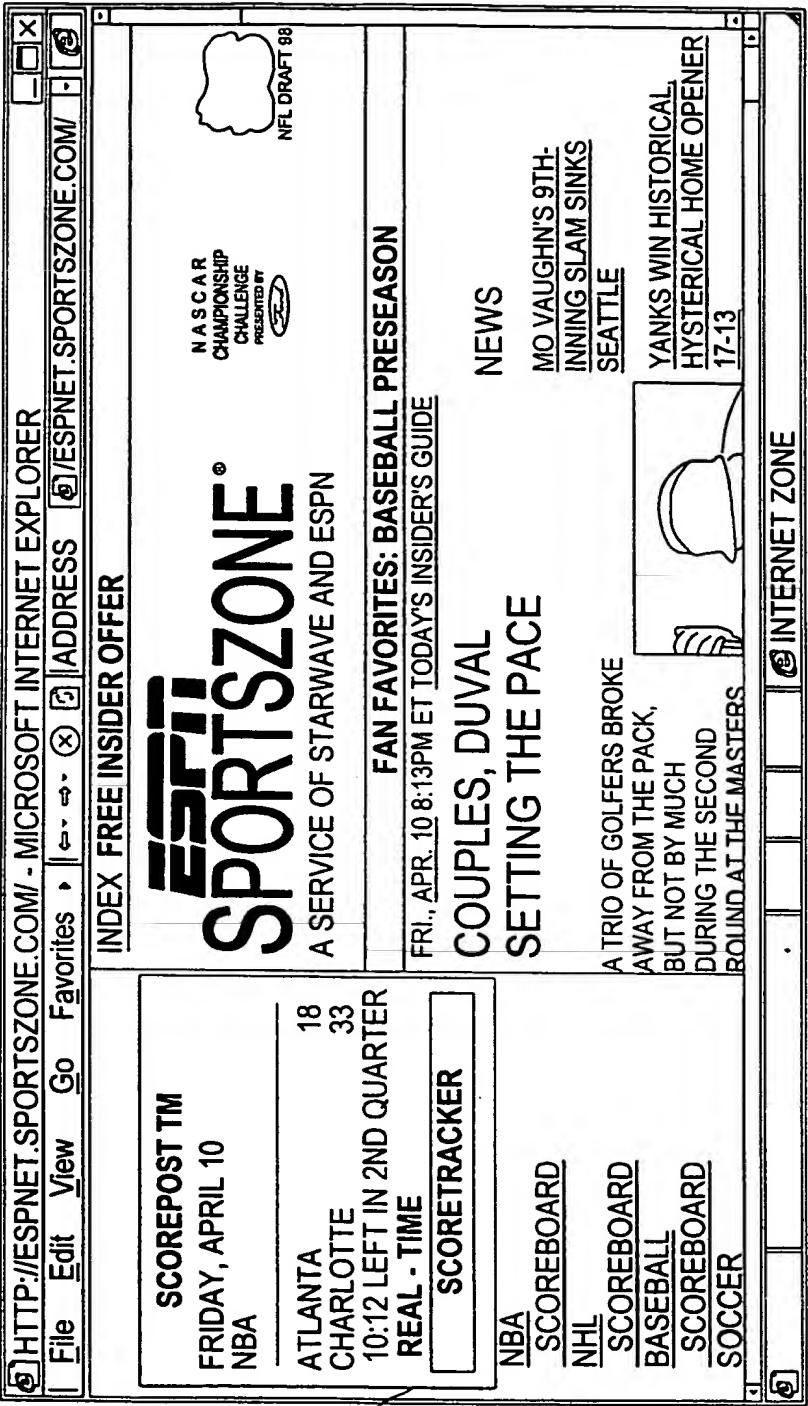 HTTP://ESPNET.SPORTSZONE.COM/ - MICROSOFT INTERNET EXPLORER
File Edit View Go Favorites ADDRESS /ESPNET.SPORTSZONE.COM/
SCOREPOST TM
FRIDAY, APRIL 10
NBA
ATLANTA 18
CHARLOTTE 33
10:12 LEFT IN 2ND QUARTER
REAL - TIME
SCORETRACKER
NBA
SCOREBOARD
NHL
SCOREBOARD
BASEBALL
SCOREBOARD
SOCCER
INDEX FREE INSIDER OFFER
ESPN
SPORTSZONE®
A SERVICE OF STARWAVE AND ESPN
NASCAR
CHAMPIONSHIP
CHALLENGE
PRESENTED BY
Ford
NFL DRAFT 98
FAN FAVORITES: BASEBALL PRESEASON
FRI., APR. 10 8:13PM ET TODAY'S INSIDER'S GUIDE
COUPLES, DUVAL
SETTING THE PACE
A TRIO OF GOLFERS BROKE
AWAY FROM THE PACK,
BUT NOT BY MUCH
DURING THE SECOND
ROUND AT THE MASTERS
NEWS
MO VAUGHN'S 9TH-
INNING SLAM SINKS
SEATTLE
YANKS WIN HISTORICAL,
HYSTERICAL HOME OPENER
17-13
INTERNET ZONE